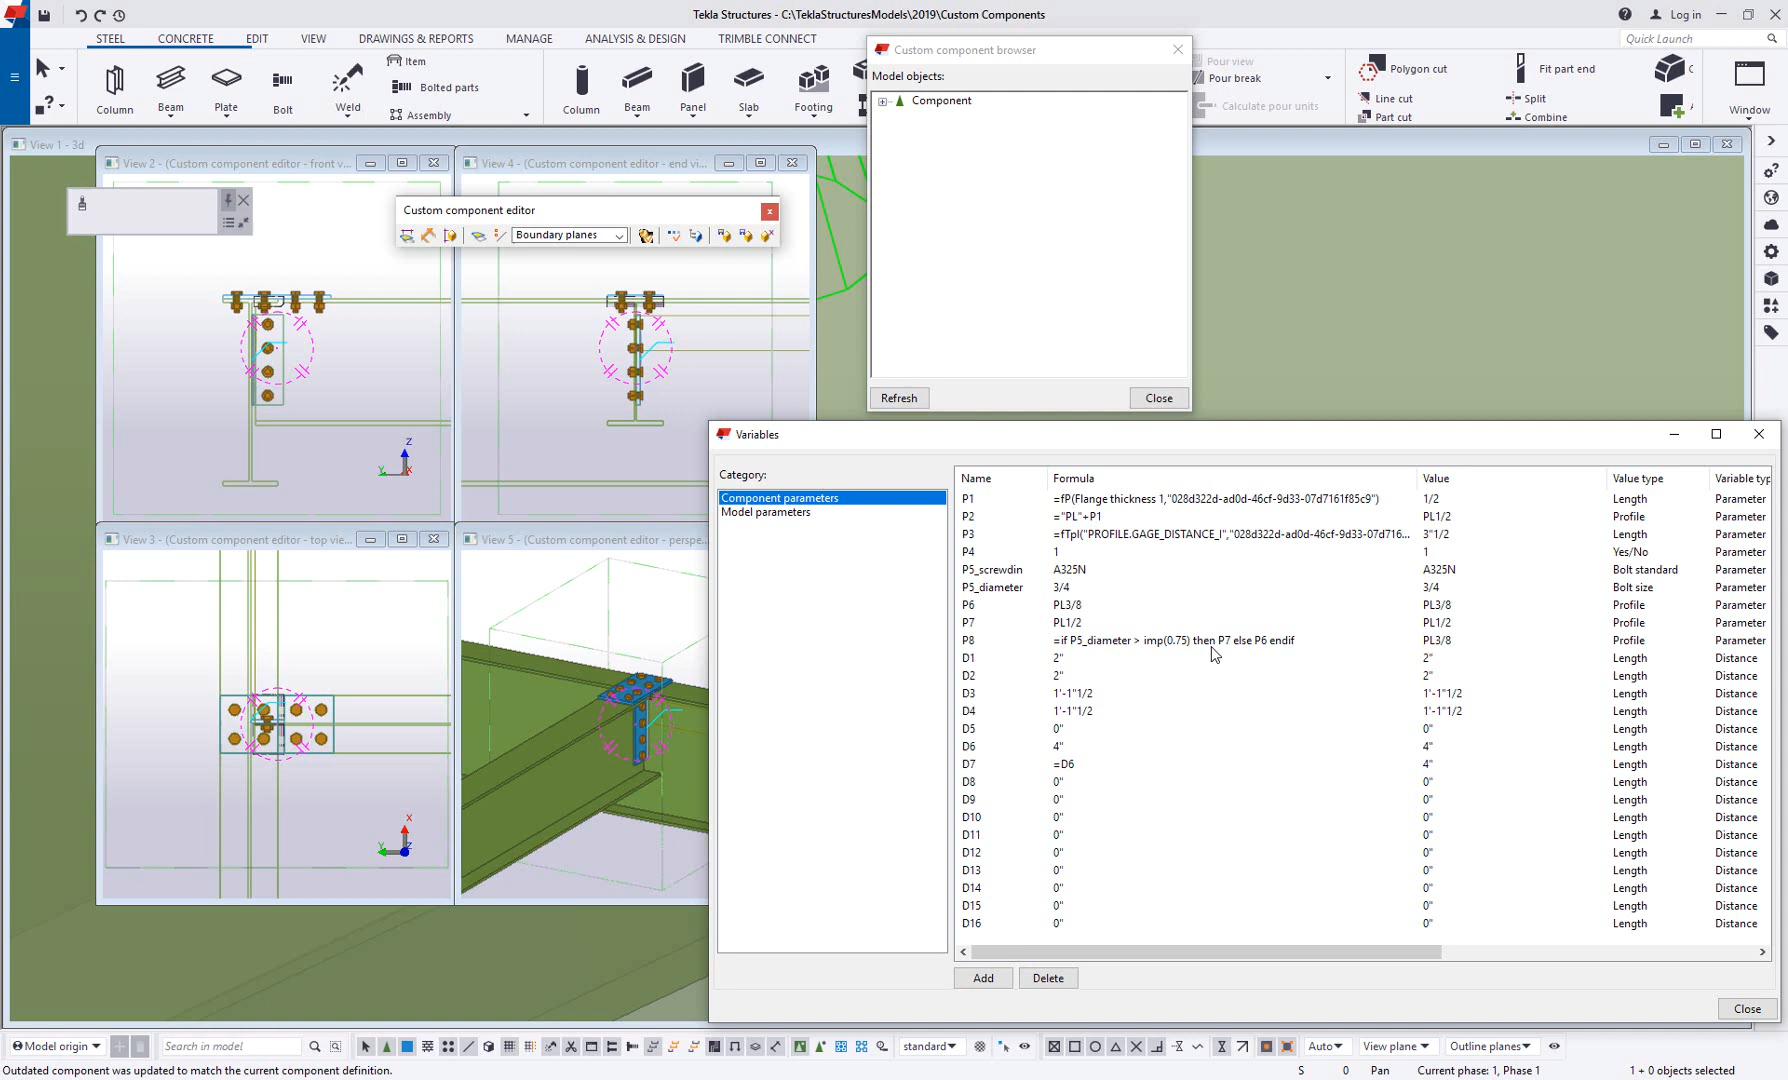 Tekla Structures - C:\TeklaStructuresModels\2019\Custom Components
Log in
STEEL CONCRETE EDIT VIEW DRAWINGS & REPORTS MANAGE ANALYSIS & DESIGN TRIMBLE CONNECT
Quick Launch
Column Beam Plate Bolt Weld
Item
Bolted parts
Assembly
Column Beam Panel Slab Footing
Pour view
Pour break
Calculate pour units
Polygon cut
Line cut
Part cut
Fit part end
Split
Combine
Window
Custom component browser
Model objects:
Component
Refresh
Close
View 1 - 3d
View 2 - (Custom component editor - front v...
View 4 - (Custom component editor - end vi...
Custom component editor
Boundary planes
Z
Y
X
View 3 - (Custom component editor - top vie...
View 5 - (Custom component editor - perspe...
X
Y
Z
Variables
Category:
Component parameters
Model parameters
Name Formula Value Value type Variable typ
P1 =fP(Flange thickness 1,"028d322d-ad0d-46cf-9d33-07d7161f85c9") 1/2 Length Parameter
P2 ="PL"+P1 PL1/2 Profile Parameter
P3 =fTpl("PROFILE.GAGE_DISTANCE_I","028d322d-ad0d-46cf-9d33-07d716... 3"1/2 Length Parameter
P4 1 1 Yes/No Parameter
P5_screwdin A325N A325N Bolt standard Parameter
P5_diameter 3/4 3/4 Bolt size Parameter
P6 PL3/8 PL3/8 Profile Parameter
P7 PL1/2 PL1/2 Profile Parameter
P8 =if P5_diameter > imp(0.75) then P7 else P6 endif PL3/8 Profile Parameter
D1 2" 2" Length Distance
D2 2" 2" Length Distance
D3 1'-1"1/2 1'-1"1/2 Length Distance
D4 1'-1"1/2 1'-1"1/2 Length Distance
D5 0" 0" Length Distance
D6 4" 4" Length Distance
D7 =D6 4" Length Distance
D8 0" 0" Length Distance
D9 0" 0" Length Distance
D10 0" 0" Length Distance
D11 0" 0" Length Distance
D12 0" 0" Length Distance
D13 0" 0" Length Distance
D14 0" 0" Length Distance
D15 0" 0" Length Distance
D16 0" 0" Length Distance
Add
Delete
Close
Model origin
Search in model
standard
Auto
View plane
Outline planes
Outdated component was updated to match the current component definition.
S 0 Pan Current phase: 1, Phase 1 1 + 0 objects selected